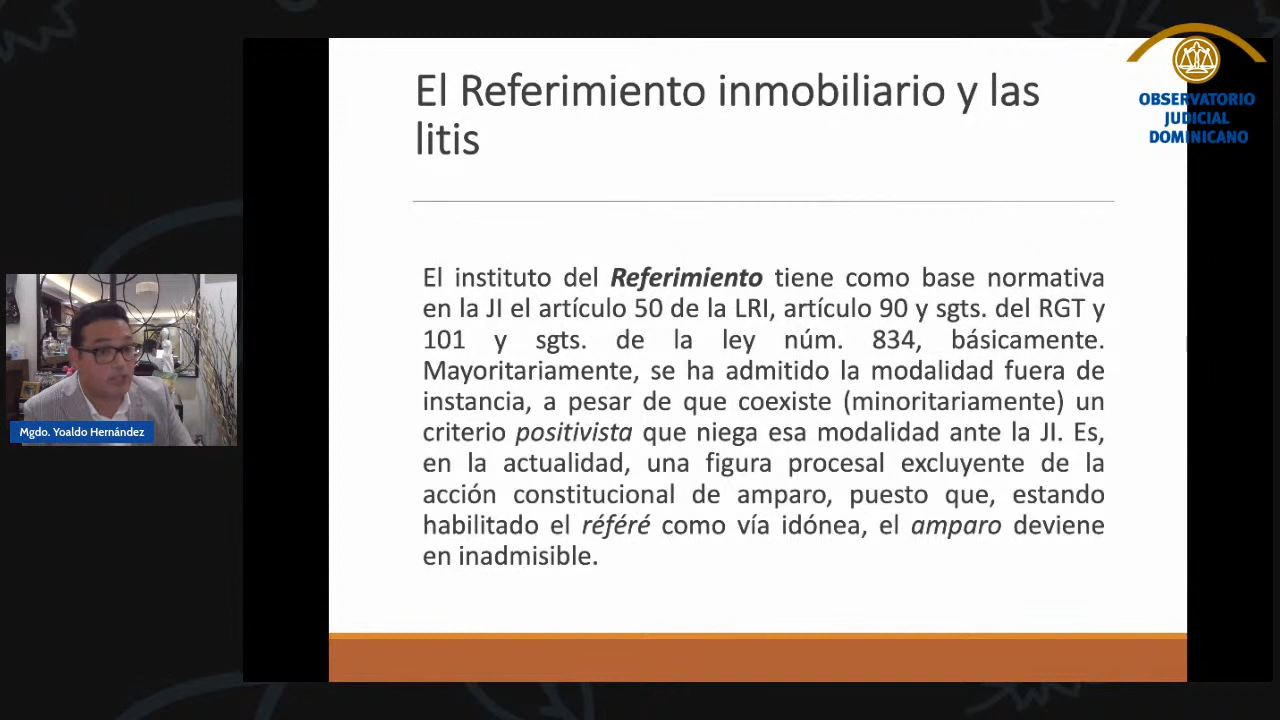 El Referimiento inmobiliario y las
litis
OBSERVATORIO
JUDICIAL
DOMINICANO
El instituto del Referimiento tiene como base normativa
en la JI el artículo 50 de la LRI, artículo 90 y sgts. del RGT y
101 y sgts. de la ley núm. 834, básicamente.
Mayoritariamente, se ha admitido la modalidad fuera de
instancia, a pesar de que coexiste (minoritariamente) un
criterio positivista que niega esa modalidad ante la JI. Es,
en la actualidad, una figura procesal excluyente de la
acción constitucional de amparo, puesto que, estando
habilitado el référé como vía idónea, el amparo deviene
en inadmisible.
Mgdo. Yoaldo Hernández